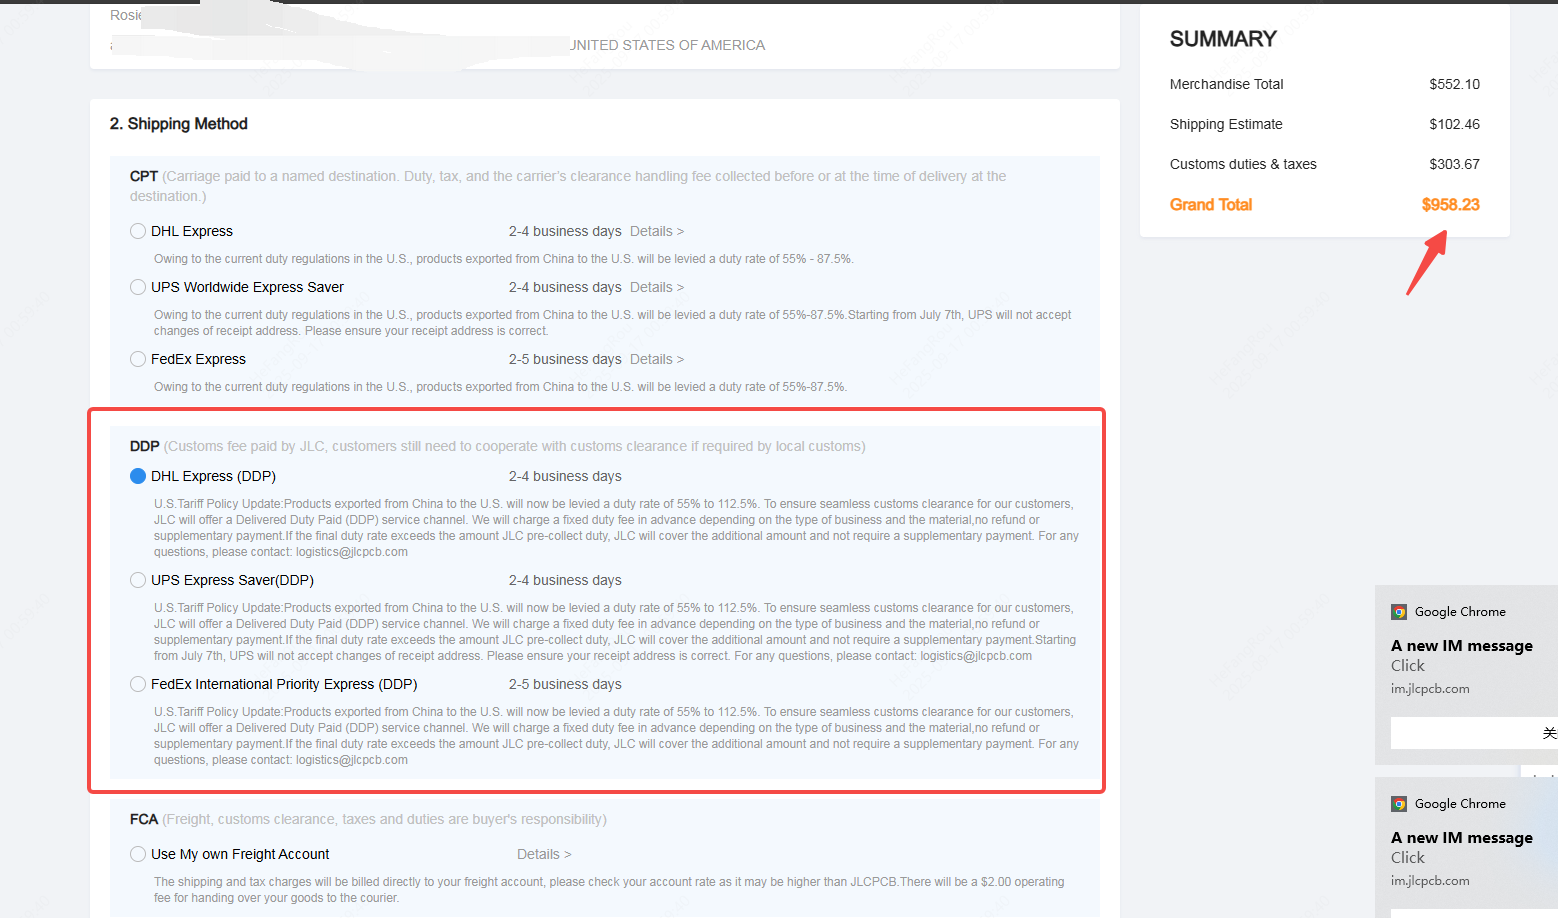 Rosie
UNITED STATES OF AMERICA
2. Shipping Method
CPT (Carriage paid to a named destination. Duty, tax, and the carrier's clearance handling fee collected before or at the time of delivery at the
destination.)
DHL Express 2-4 business days Details >
Owing to the current duty regulations in the U.S., products exported from China to the U.S. will be levied a duty rate of 55% - 87.5%.
UPS Worldwide Express Saver 2-4 business days Details >
Owing to the current duty regulations in the U.S., products exported from China to the U.S. will be levied a duty rate of 55%-87.5%.Starting from July 7th, UPS will not accept
changes of receipt address. Please ensure your receipt address is correct.
FedEx Express 2-5 business days Details >
Owing to the current duty regulations in the U.S., products exported from China to the U.S. will be levied a duty rate of 55%-87.5%.
DDP (Customs fee paid by JLC, customers still need to cooperate with customs clearance if required by local customs)
DHL Express (DDP) 2-4 business days
U.S.Tariff Policy Update:Products exported from China to the U.S. will now be levied a duty rate of 55% to 112.5%. To ensure seamless customs clearance for our customers,
JLC will offer a Delivered Duty Paid (DDP) service channel. We will charge a fixed duty fee in advance depending on the type of business and the material,no refund or
supplementary payment.If the final duty rate exceeds the amount JLC pre-collect duty, JLC will cover the additional amount and not require a supplementary payment. For any
questions, please contact: logistics@jlcpcb.com
UPS Express Saver(DDP) 2-4 business days
U.S.Tariff Policy Update:Products exported from China to the U.S. will now be levied a duty rate of 55% to 112.5%. To ensure seamless customs clearance for our customers,
JLC will offer a Delivered Duty Paid (DDP) service channel. We will charge a fixed duty fee in advance depending on the type of business and the material,no refund or
supplementary payment.If the final duty rate exceeds the amount JLC pre-collect duty, JLC will cover the additional amount and not require a supplementary payment.Starting
from July 7th, UPS will not accept changes of receipt address. Please ensure your receipt address is correct. For any questions, please contact: logistics@jlcpcb.com
FedEx International Priority Express (DDP) 2-5 business days
U.S.Tariff Policy Update:Products exported from China to the U.S. will now be levied a duty rate of 55% to 112.5%. To ensure seamless customs clearance for our customers,
JLC will offer a Delivered Duty Paid (DDP) service channel. We will charge a fixed duty fee in advance depending on the type of business and the material,no refund or
supplementary payment.If the final duty rate exceeds the amount JLC pre-collect duty, JLC will cover the additional amount and not require a supplementary payment. For any
questions, please contact: logistics@jlcpcb.com
FCA (Freight, customs clearance, taxes and duties are buyer's responsibility)
Use My own Freight Account Details >
The shipping and tax charges will be billed directly to your freight account, please check your account rate as it may be higher than JLCPCB.There will be a $2.00 operating
fee for handing over your goods to the courier.
SUMMARY
Merchandise Total $552.10
Shipping Estimate $102.46
Customs duties & taxes $303.67
Grand Total $958.23
Google Chrome
A new IM message
Click
im.jlcpcb.com
关
Google Chrome
A new IM message
Click
im.jlcpcb.com